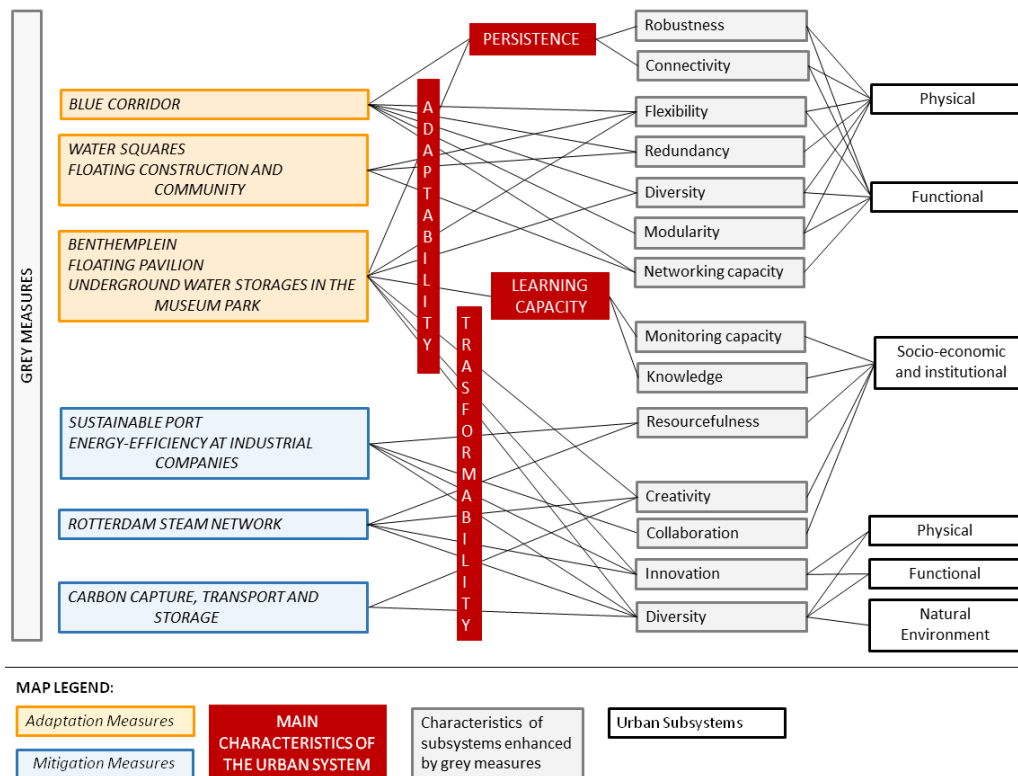 GREY MEASURES
BLUE CORRIDOR
WATER SQUARES
FLOATING CONSTRUCTION AND
COMMUNITY
BENTHEMPLEIN
FLOATING PAVILION
UNDERGROUND WATER STORAGES IN THE
MUSEUM PARK
SUSTAINABLE PORT
ENERGY-EFFICIENCY AT INDUSTRIAL
COMPANIES
ROTTERDAM STEAM NETWORK
CARBON CAPTURE, TRANSPORT AND
STORAGE
ADAPTABILITY
TRASFORMABILITY
PERSISTENCE
LEARNING
CAPACITY
Robustness
Connectivity
Flexibility
Redundancy
Diversity
Modularity
Networking capacity
Monitoring capacity
Knowledge
Resourcefulness
Creativity
Collaboration
Innovation
Diversity
Physical
Functional
Socio-economic
and institutional
Physical
Functional
Natural
Environment
MAP LEGEND:
Adaptation Measures
Mitigation Measures
MAIN
CHARACTERISTICS OF
THE URBAN SYSTEM
Characteristics of
subsystems enhanced
by grey measures
Urban Subsystems